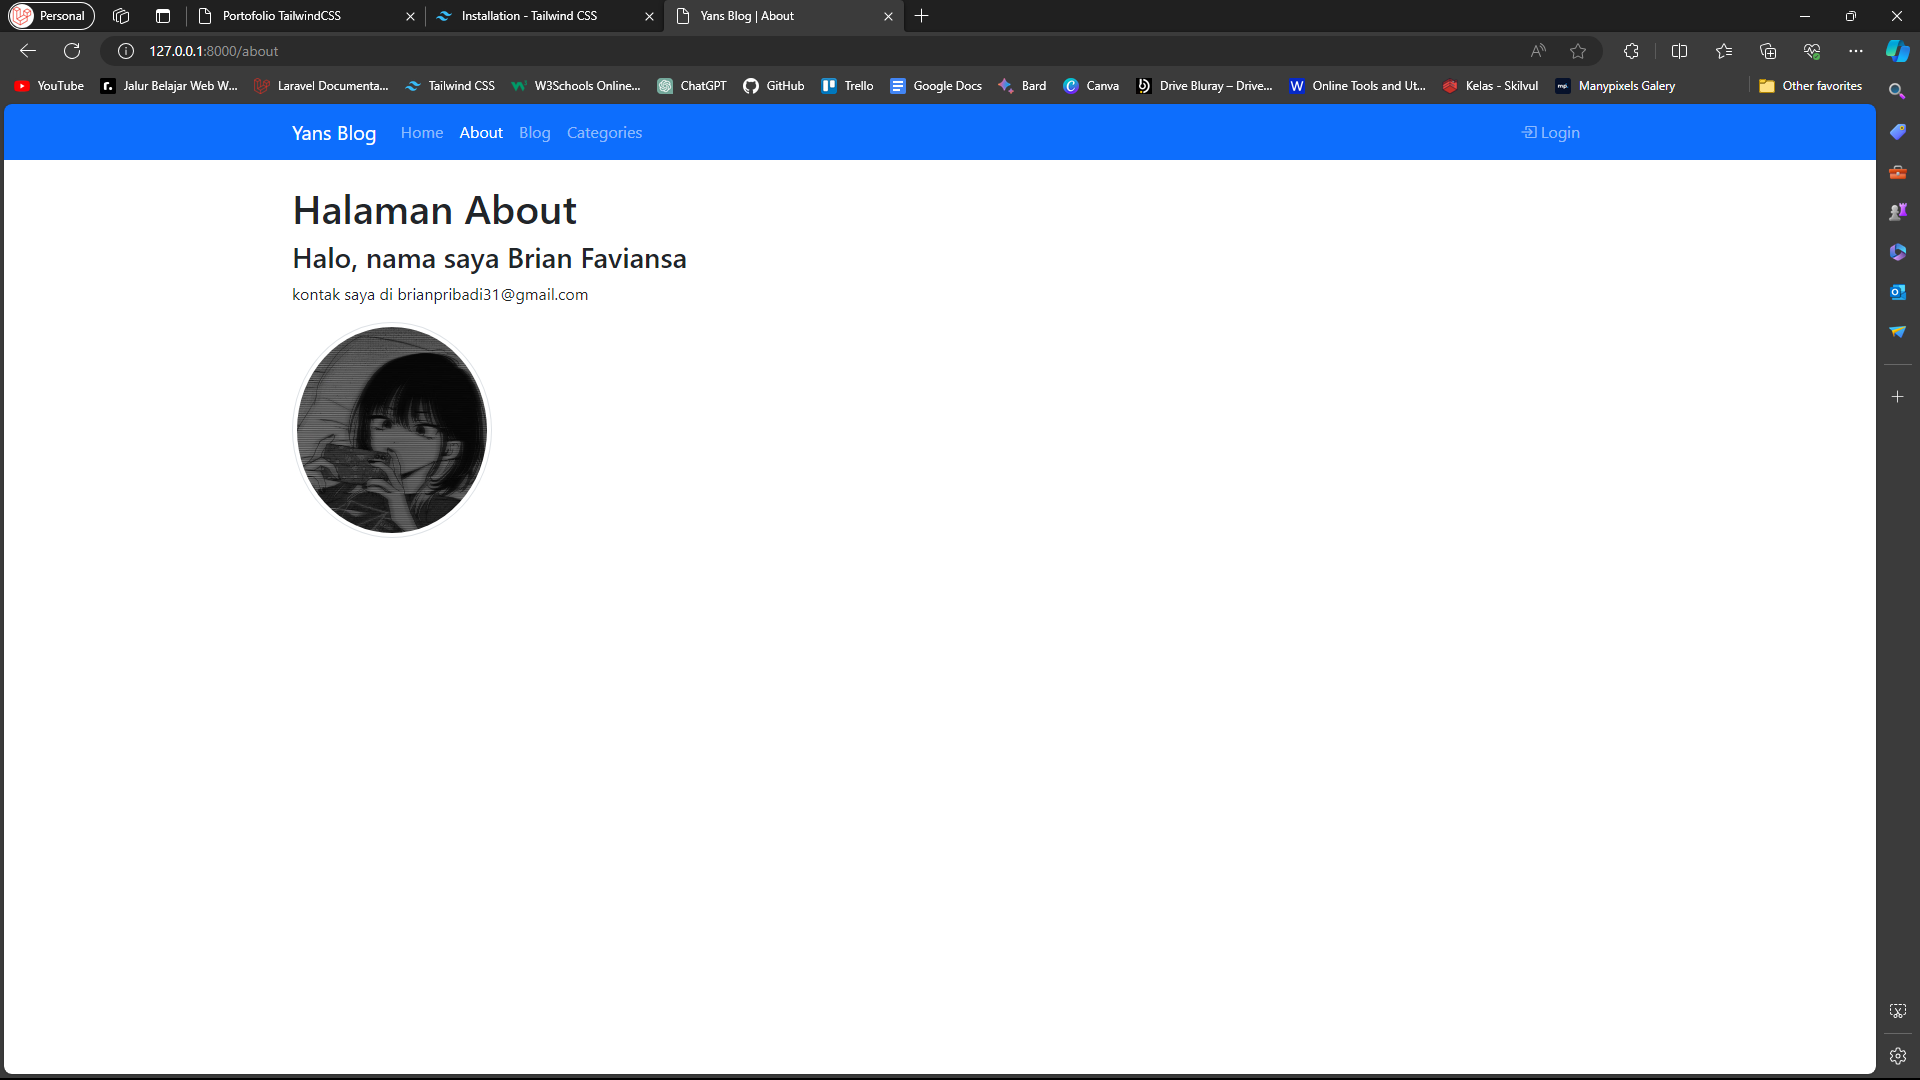 Personal
Portofolio TailwindCSS
Installation - Tailwind CSS
Yans Blog | About
127.0.0.1:8000/about
YouTube
Jalur Belajar Web W...
Laravel Documenta...
Tailwind CSS
W3Schools Online...
ChatGPT
GitHub
Trello
Google Docs
Bard
Canva
Drive Bluray – Drive...
Online Tools and Ut...
Kelas - Skilvul
Manypixels Galery
Other favorites
Yans Blog
Home
About
Blog
Categories
Login
Halaman About
Halo, nama saya Brian Faviansa
kontak saya di brianpribadi31@gmail.com